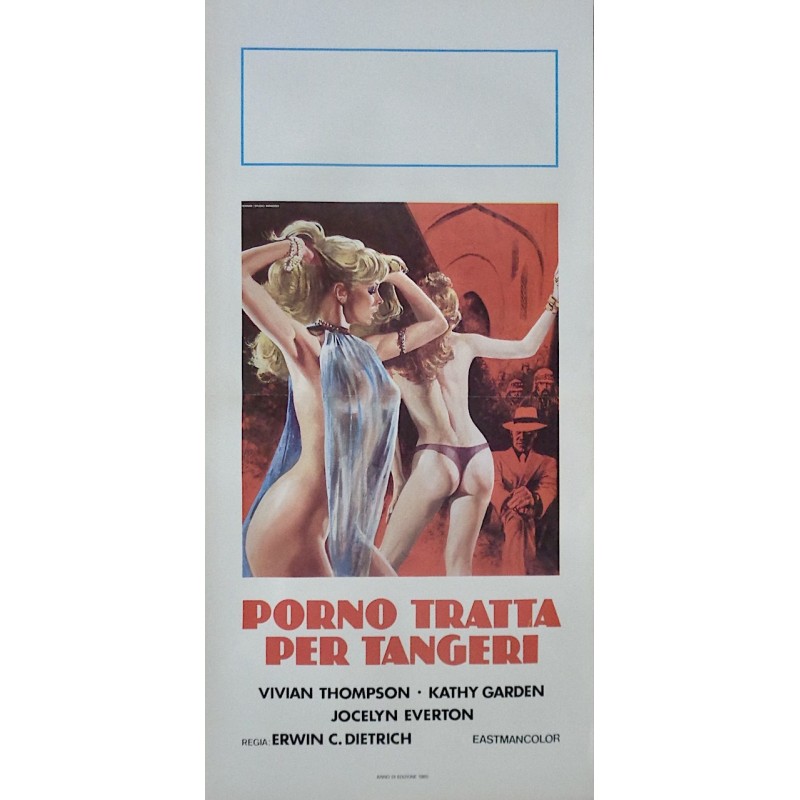 PORNO TRATTA
PER TANGERI
VIVIAN THOMPSON · KATHY GARDEN
JOCELYN EVERTON
REGIA: ERWIN C. DIETRICH EASTMANCOLOR